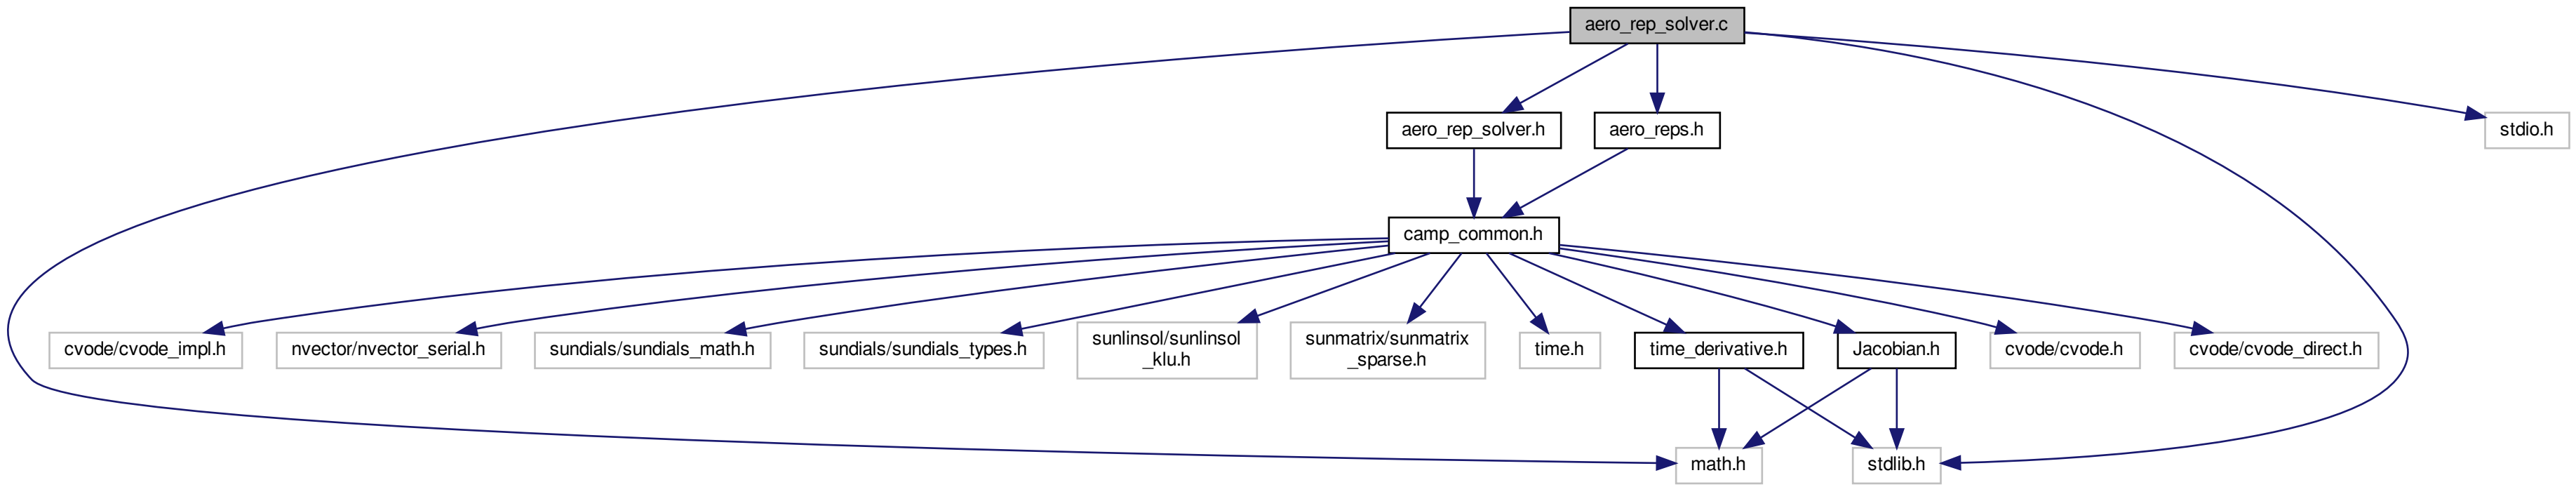 aero_rep_solver.c
aero_rep_solver.h
aero_reps.h
stdio.h
camp_common.h
cvode/cvode_impl.h
nvector/nvector_serial.h
sundials/sundials_math.h
sundials/sundials_types.h
sunlinsol/sunlinsol
_klu.h
sunmatrix/sunmatrix
_sparse.h
time.h
time_derivative.h
Jacobian.h
cvode/cvode.h
cvode/cvode_direct.h
math.h
stdlib.h